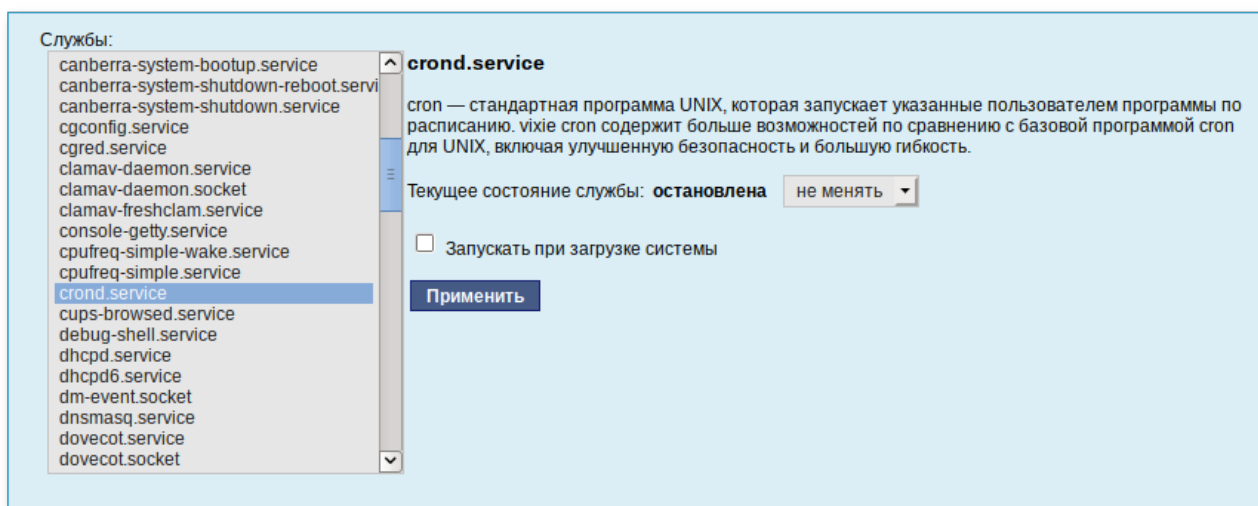 Службы:
canberra-system-bootup.service
canberra-system-shutdown-reboot.servi
canberra-system-shutdown.service
cgconfig.service
cgred.service
clamav-daemon.service
clamav-daemon.socket
clamav-freshclam.service
console-getty.service
cpufreq-simple-wake.service
cpufreq-simple.service
crond.service
cups-browsed.service
debug-shell.service
dhcpd.service
dhcpd6.service
dm-event.socket
dnsmasq.service
dovecot.service
dovecot.socket
crond.service
cron — стандартная программа UNIX, которая запускает указанные пользователем программы по
расписанию. vixie cron содержит больше возможностей по сравнению с базовой программой cron
для UNIX, включая улучшенную безопасность и большую гибкость.
Текущее состояние службы: остановлена не менять
Запускать при загрузке системы
Применить